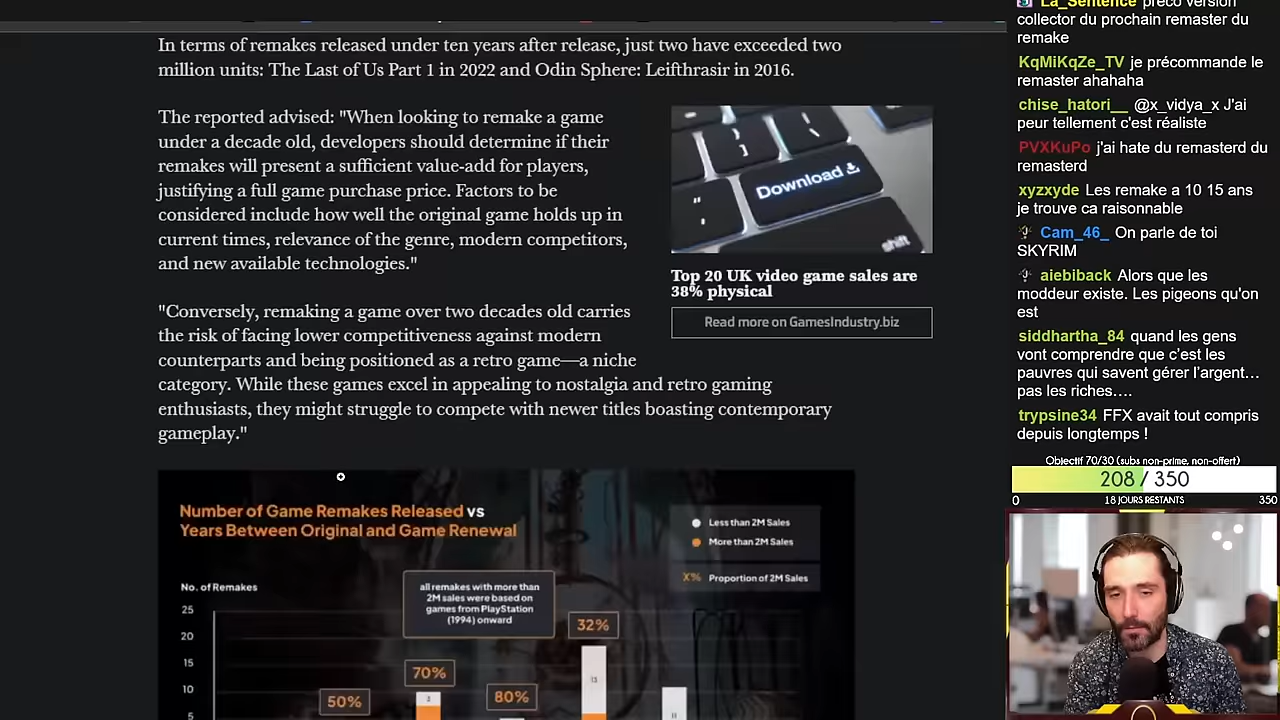 In terms of remakes released under ten years after release, just two have exceeded two
million units: The Last of Us Part 1 in 2022 and Odin Sphere: Leifthrasir in 2016.
The reported advised: "When looking to remake a game
under a decade old, developers should determine if their
remakes will present a sufficient value-add for players,
justifying a full game purchase price. Factors to be
considered include how well the original game holds up in
current times, relevance of the genre, modern competitors,
and new available technologies."
Download
shift
Top 20 UK video game sales are
38% physical
Read more on GamesIndustry.biz
"Conversely, remaking a game over two decades old carries
the risk of facing lower competitiveness against modern
counterparts and being positioned as a retro game—a niche
category. While these games excel in appealing to nostalgia and retro gaming
enthusiasts, they might struggle to compete with newer titles boasting contemporary
gameplay."
Number of Game Remakes Released vs
Years Between Original and Game Renewal
Less than 2M Sales
More than 2M Sales
X% Proportion of 2M Sales
No. of Remakes
all remakes with more than
2M sales were based on
games from PlayStation
(1994) onward
25
20
15
10
5
50%
70%
80%
32%
La_Sentence préco version
collector du prochain remaster du
remake
KqMiKqZe_TV je précommande le
remaster ahahaha
chise_hatori__ @x_vidya_x J'ai
peur tellement c'est réaliste
PVXKuPo j'ai hate du remasterd du
remasterd
xyzxyde Les remake a 10 15 ans
je trouve ca raisonnable
Cam_46_ On parle de toi
SKYRIM
aiebiback Alors que les
moddeur existe. Les pigeons qu'on
est
siddhartha_84 quand les gens
vont comprendre que c'est les
pauvres qui savent gérer l'argent…
pas les riches….
trypsine34 FFX avait tout compris
depuis longtemps !
Objectif 70/30 (subs non-prime, non-offert)
208 / 350
0 18 JOURS RESTANTS 350